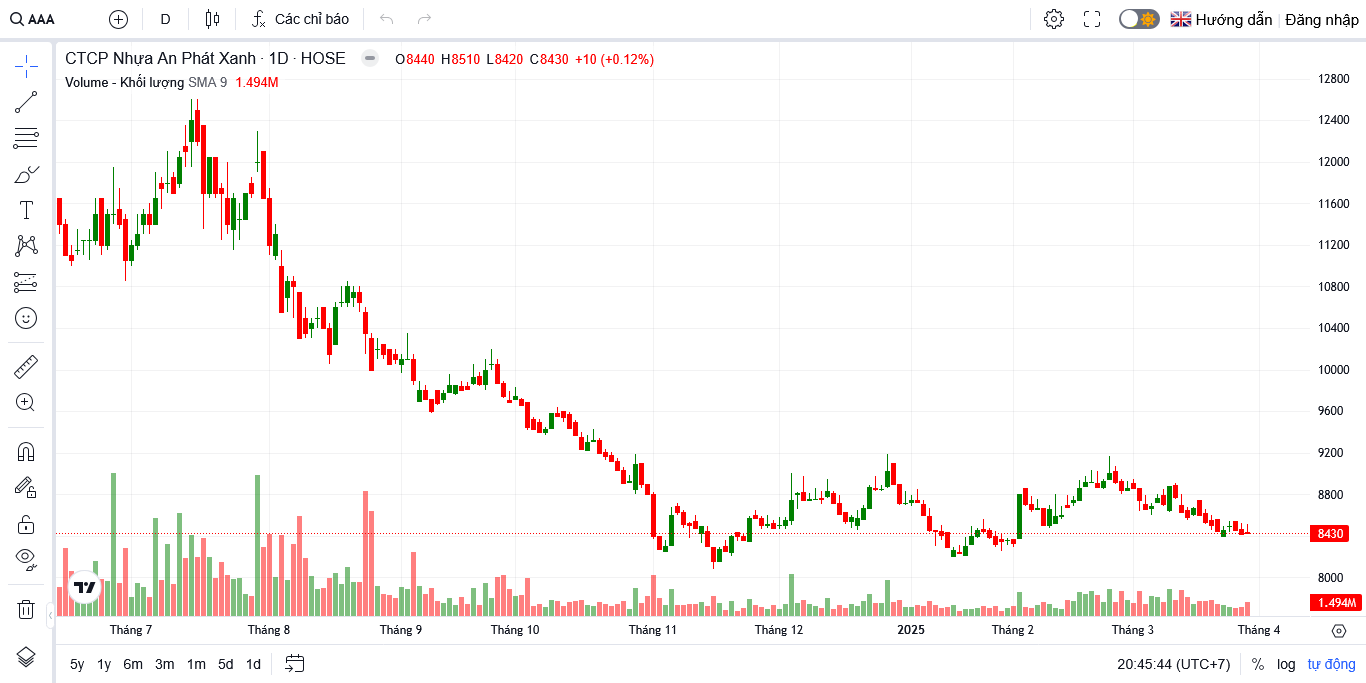 AAA D Các chỉ báo Hướng dẫn Đăng nhập
CTCP Nhựa An Phát Xanh · 1D · HOSE O8440 H8510 L8420 C8430 +10 (+0.12%)
Volume - Khối lượng SMA 9 1.494M
12800
12400
12000
11600
11200
10800
10400
10000
9600
9200
8800
8430
8000
1.494M
Tháng 7 Tháng 8 Tháng 9 Tháng 10 Tháng 11 Tháng 12 2025 Tháng 2 Tháng 3 Tháng 4
5y 1y 6m 3m 1m 5d 1d 20:45:44 (UTC+7) % log tự động